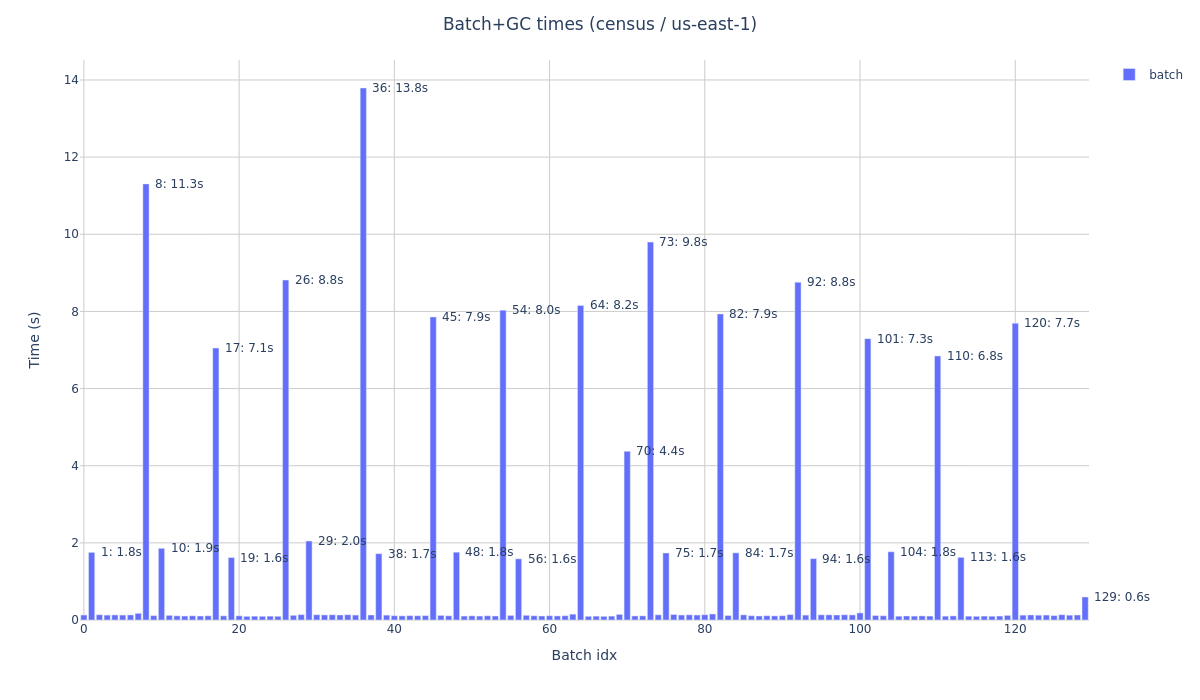 Batch+GC times (census / us-east-1)
batch
Time (s)
14
12
10
8
6
4
2
0
36: 13.8s
8: 11.3s
73: 9.8s
26: 8.8s
92: 8.8s
64: 8.2s
54: 8.0s
82: 7.9s
45: 7.9s
120: 7.7s
101: 7.3s
17: 7.1s
110: 6.8s
70: 4.4s
29: 2.0s
10: 1.9s
1: 1.8s
48: 1.8s
104: 1.8s
38: 1.7s
75: 1.7s
84: 1.7s
19: 1.6s
56: 1.6s
94: 1.6s
113: 1.6s
129: 0.6s
0
20
40
60
80
100
120
Batch idx